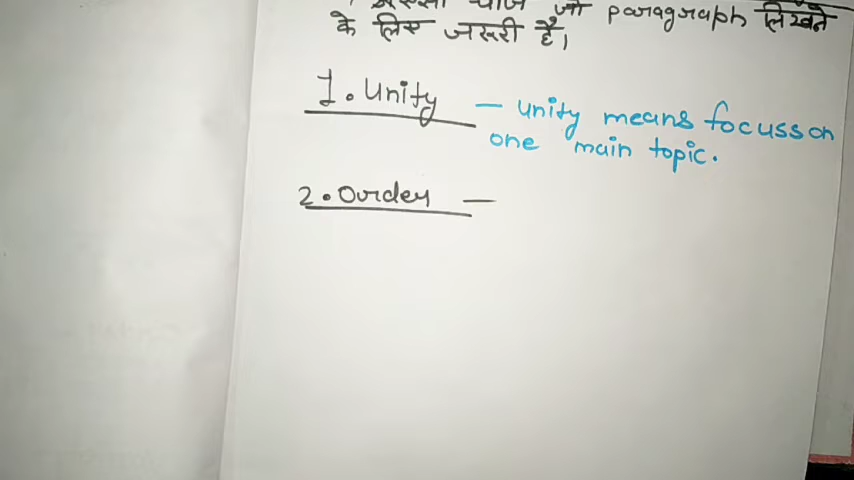 चीज जो paragraph लिखने
के लिए जरूरी है।
1. Unity — unity means focuss on
one main topic.
2. Order —